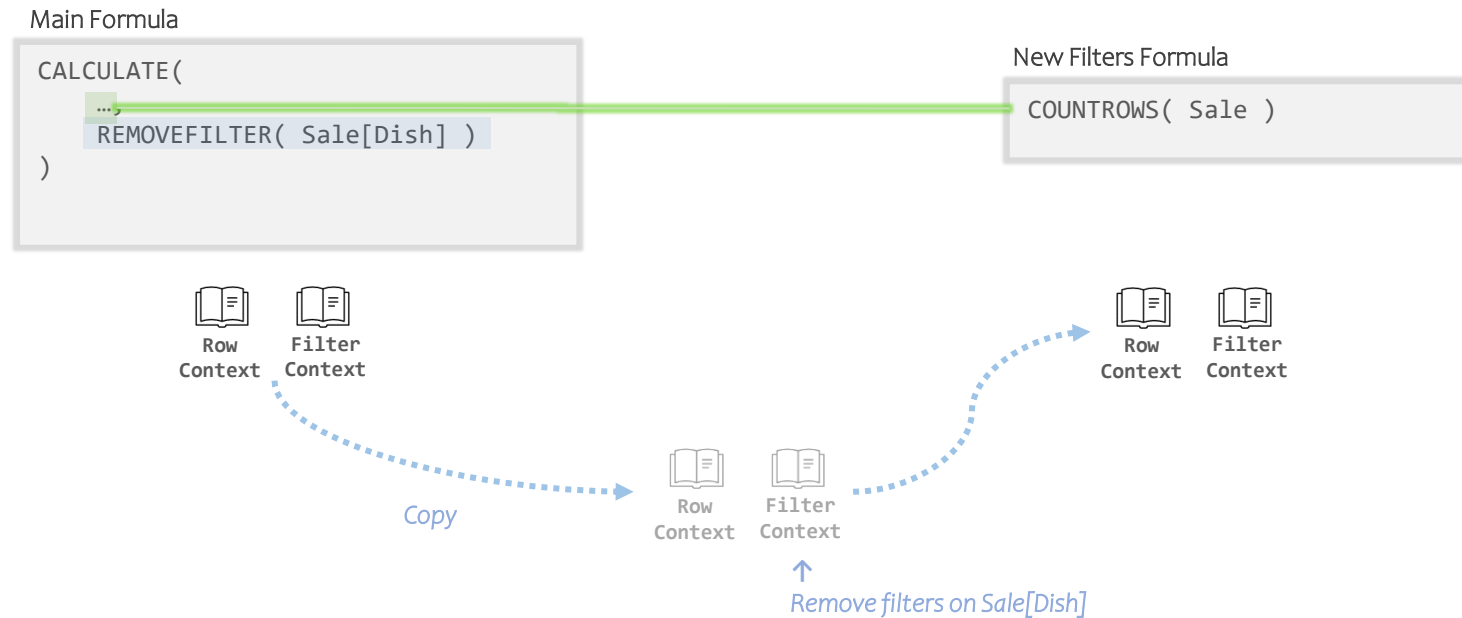 Main Formula
CALCULATE(
…,
REMOVEFILTER( Sale[Dish] )
)
New Filters Formula
COUNTROWS( Sale )
Row
Context
Filter
Context
Row
Context
Filter
Context
Copy
Row
Context
Filter
Context
Remove filters on Sale[Dish]